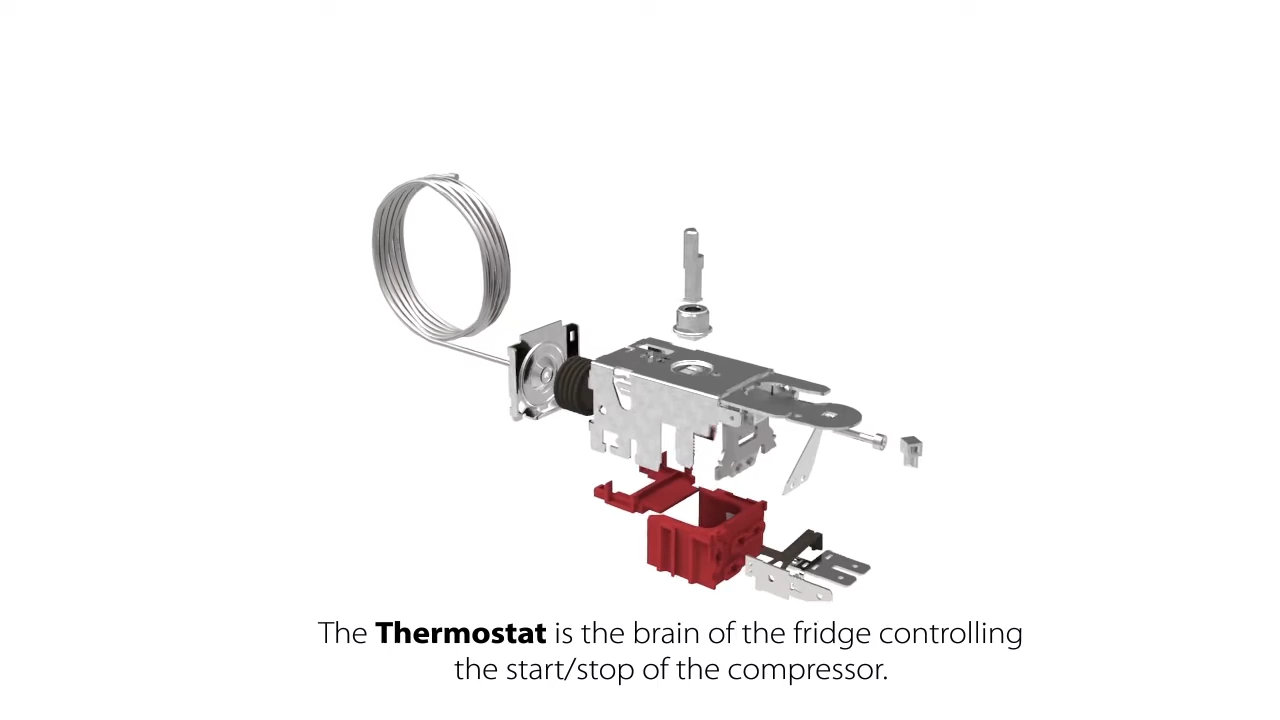 The Thermostat is the brain of the fridge controlling
the start/stop of the compressor.